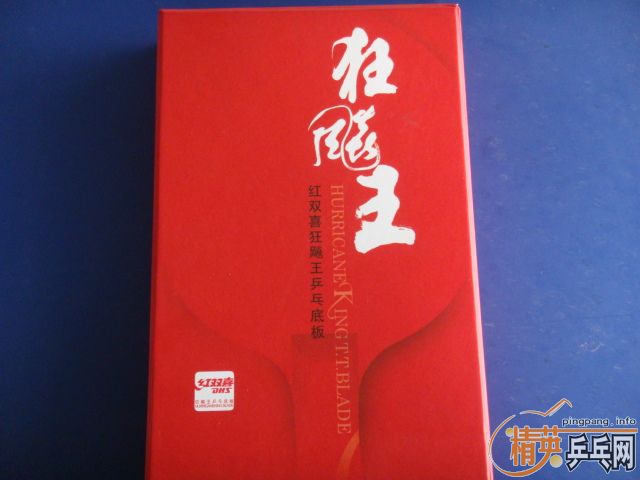 狂飚王
红双喜狂飚王乒乓底板
HURRICANE KING T.T.BLADE
红双喜
DHS
pingpang.info
精英乒乓网